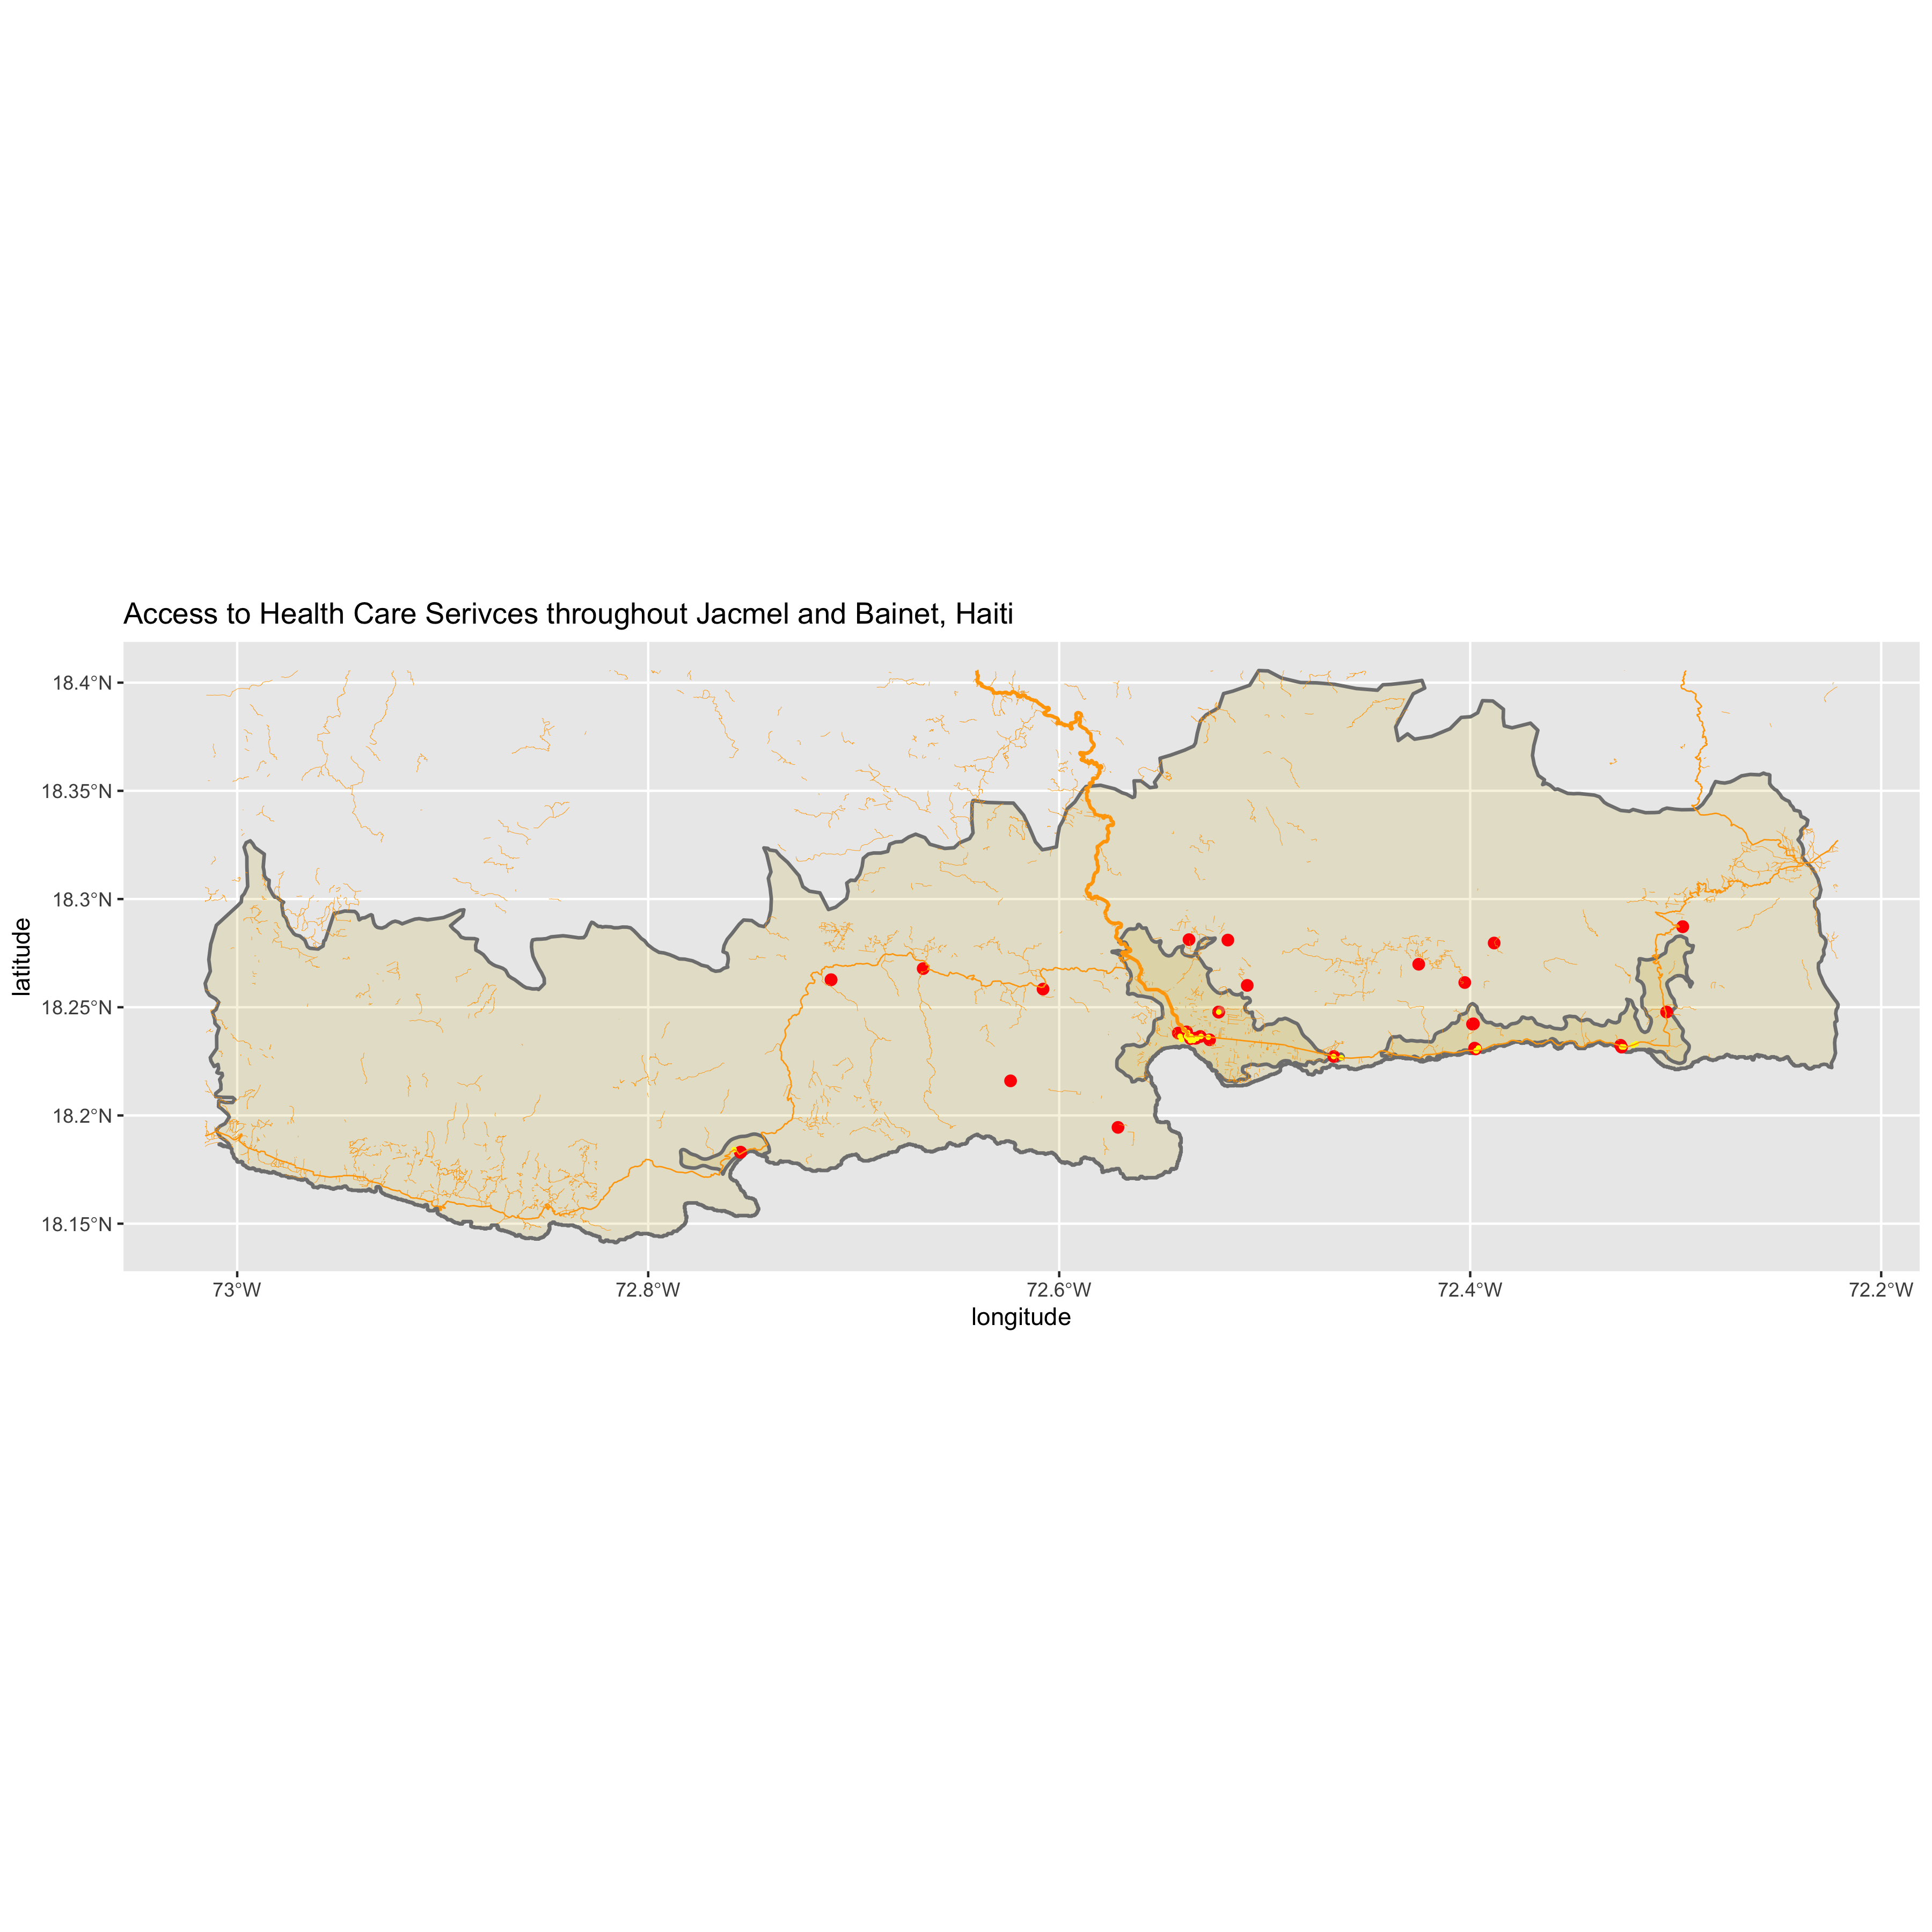 Access to Health Care Serivces throughout Jacmel and Bainet, Haiti
18.4°N
18.35°N
18.3°N
18.25°N
18.2°N
18.15°N
latitude
73°W
72.8°W
72.6°W
72.4°W
72.2°W
longitude